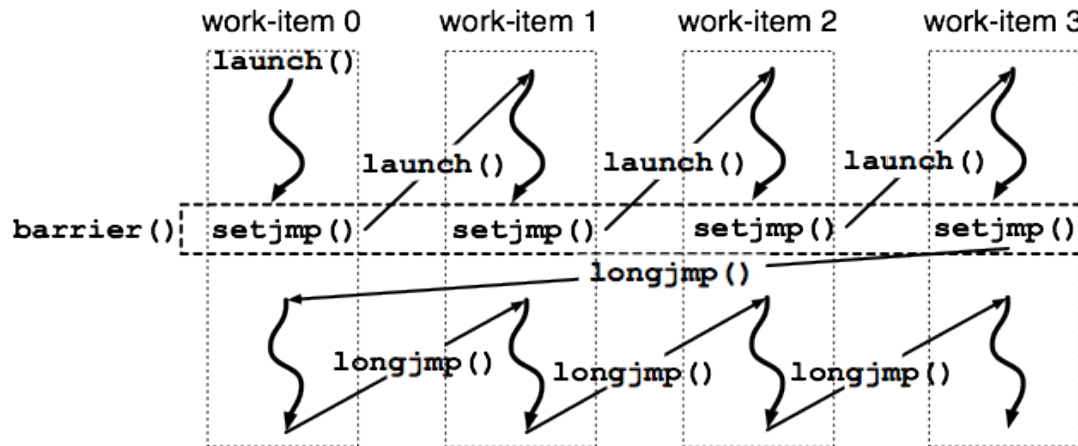 work-item 0 work-item 1 work-item 2 work-item 3
launch()
launch() launch() launch()
barrier() setjmp() setjmp() setjmp() setjmp()
longjmp()
longjmp() longjmp() longjmp()